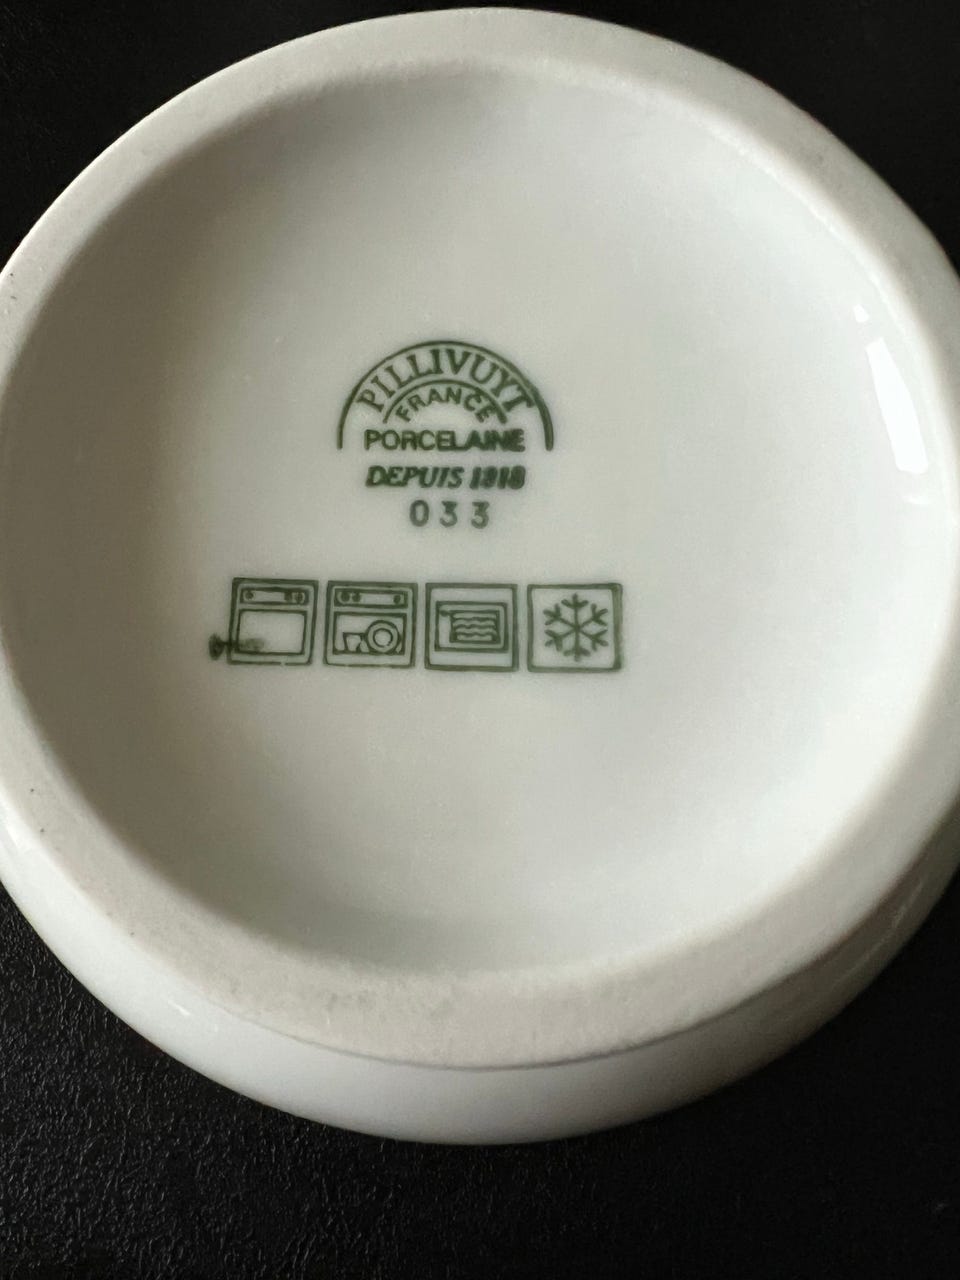 PILLIVUYT
FRANCE
PORCELAINE
DEPUIS 1818
033